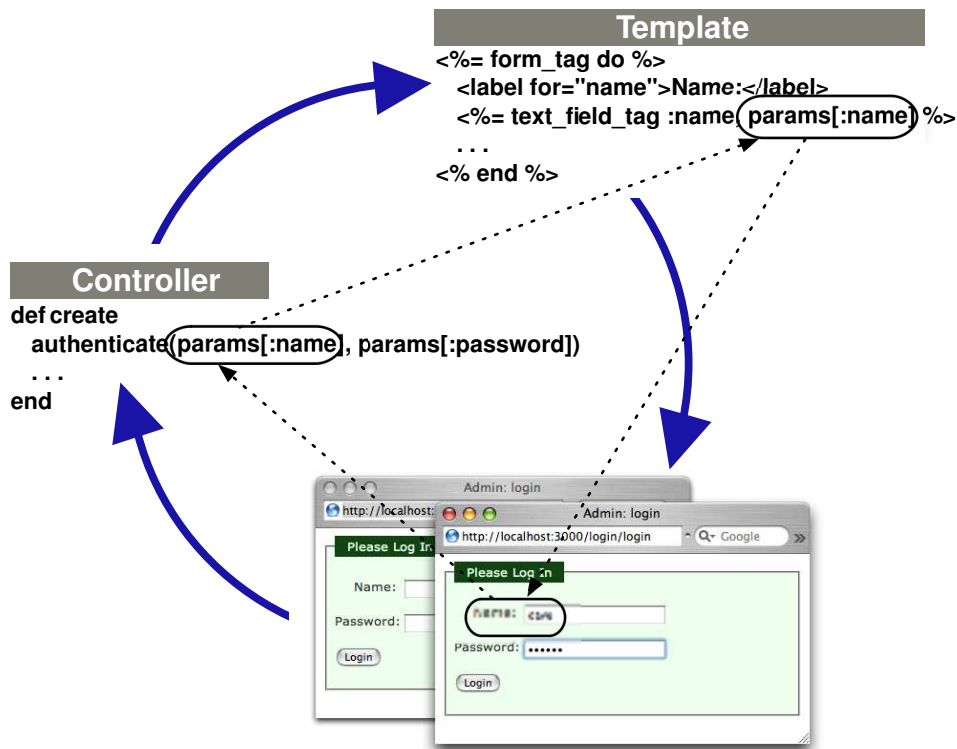 Template
<%= form_tag do %>
<label for="name">Name:</label>
<%= text_field_tag :name, params[:name] %>
. . .
<% end %>
Controller
def create
authenticate(params[:name], params[:password])
. . .
end
Admin: login
http://localhost:
Please Log In
Name:
Password:
Login
Admin: login
http://localhost:3000/login/login
Google
Please Log In
Name:
Password: ••••••
Login